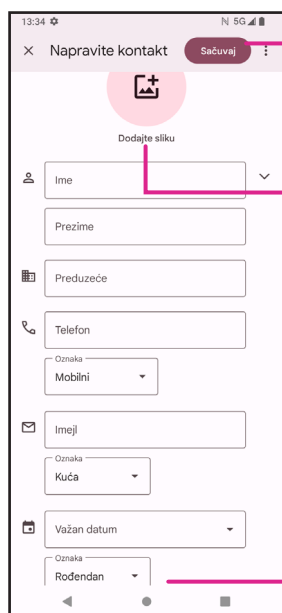 13:34 5G
Napravite kontakt Sačuvaj
Dodajte sliku
Ime
Prezime
Preduzeće
Telefon
Oznaka
Mobilni
Imejl
Oznaka
Kuća
Važan datum
Oznaka
Rođendan